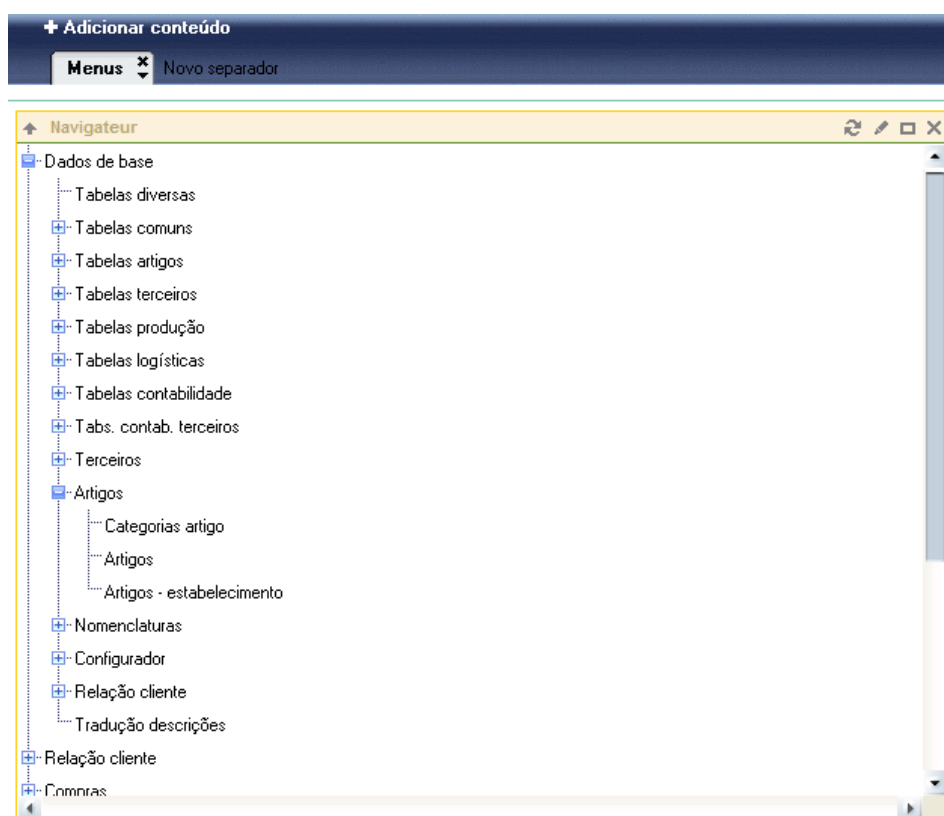 Adicionar conteúdo
Menus Novo separador
Navigateur
Dados de base
Tabelas diversas
Tabelas comuns
Tabelas artigos
Tabelas terceiros
Tabelas produção
Tabelas logísticas
Tabelas contabilidade
Tabs. contab. terceiros
Terceiros
Artigos
Categorias artigo
Artigos
Artigos - estabelecimento
Nomenclaturas
Configurador
Relação cliente
Tradução descrições
Relação cliente
Compras